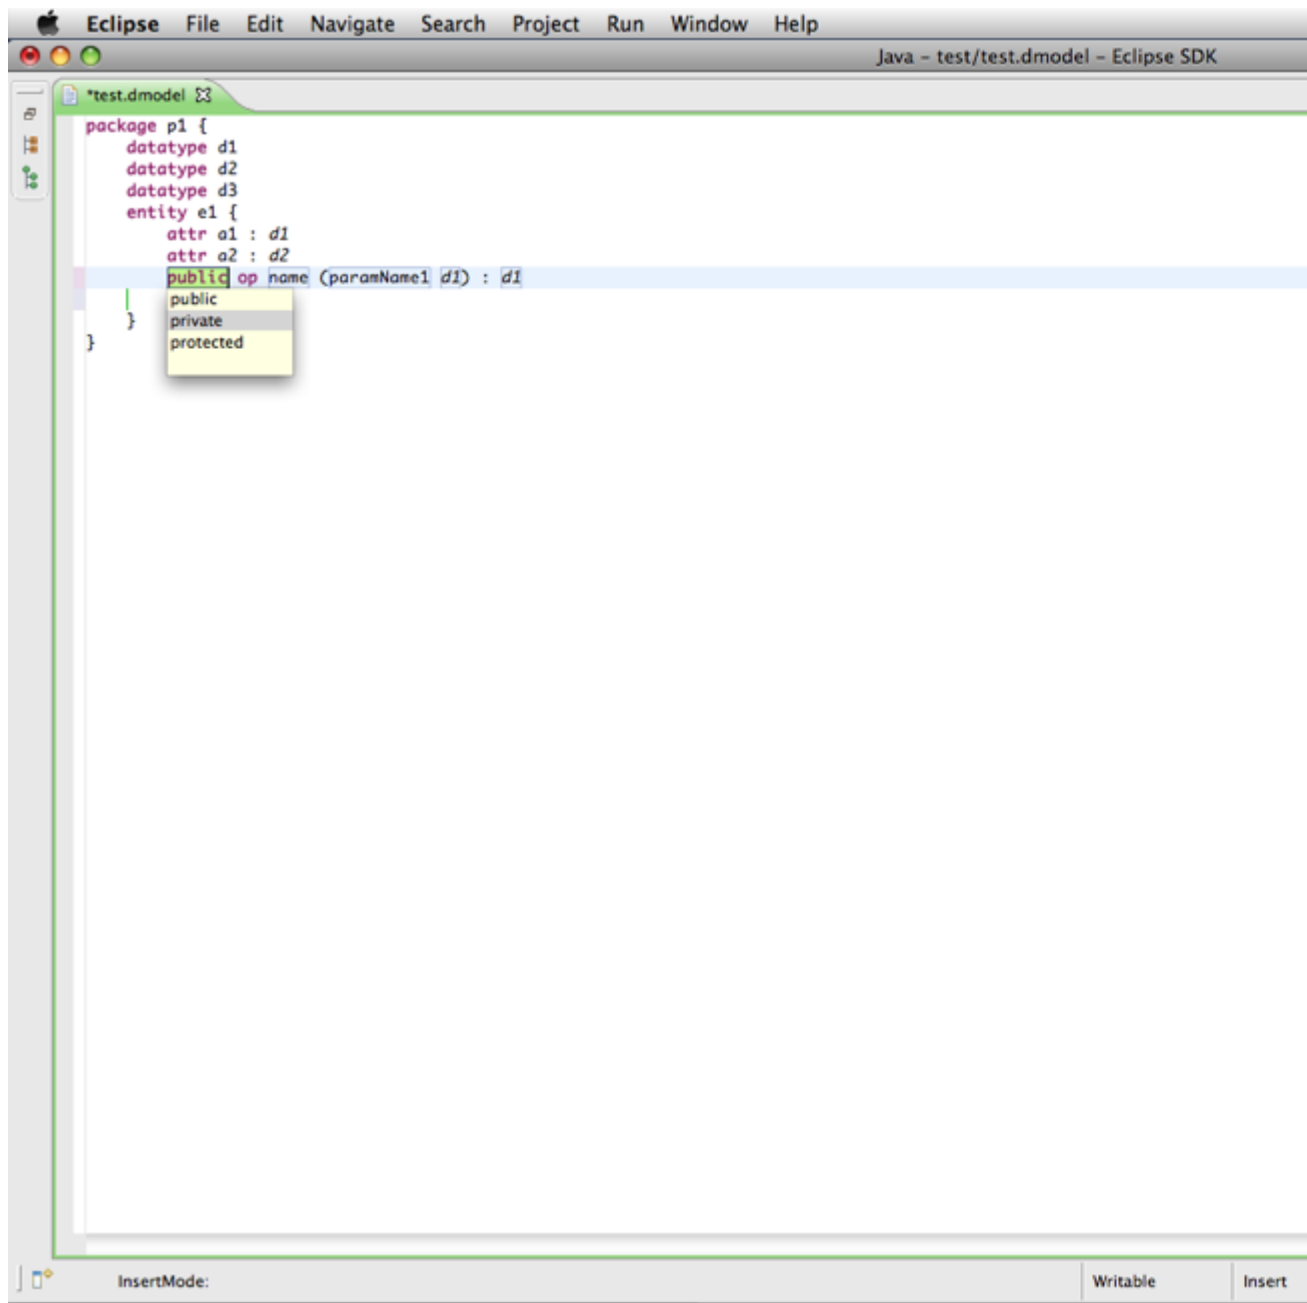 Eclipse File Edit Navigate Search Project Run Window Help
Java – test/test.dmodel – Eclipse SDK
*test.dmodel
package p1 {
datatype d1
datatype d2
datatype d3
entity e1 {
attr a1 : d1
attr a2 : d2
public op name (paramName1 d1) : d1
public
private
}
protected
}
InsertMode:
Writable
Insert